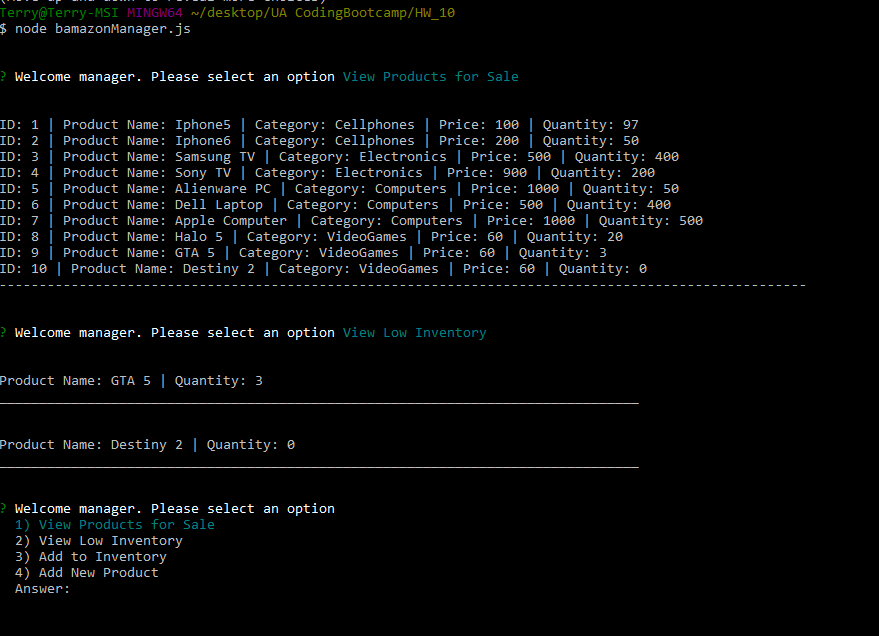 (Move up and down to reveal more choices)
Terry@Terry-MSI MINGW64 ~/desktop/UA CodingBootcamp/HW_10
$ node bamazonManager.js
? Welcome manager. Please select an option View Products for Sale
ID: 1 | Product Name: Iphone5 | Category: Cellphones | Price: 100 | Quantity: 97
ID: 2 | Product Name: Iphone6 | Category: Cellphones | Price: 200 | Quantity: 50
ID: 3 | Product Name: Samsung TV | Category: Electronics | Price: 500 | Quantity: 400
ID: 4 | Product Name: Sony TV | Category: Electronics | Price: 900 | Quantity: 200
ID: 5 | Product Name: Alienware PC | Category: Computers | Price: 1000 | Quantity: 50
ID: 6 | Product Name: Dell Laptop | Category: Computers | Price: 500 | Quantity: 400
ID: 7 | Product Name: Apple Computer | Category: Computers | Price: 1000 | Quantity: 500
ID: 8 | Product Name: Halo 5 | Category: VideoGames | Price: 60 | Quantity: 20
ID: 9 | Product Name: GTA 5 | Category: VideoGames | Price: 60 | Quantity: 3
ID: 10 | Product Name: Destiny 2 | Category: VideoGames | Price: 60 | Quantity: 0
-----------------------------------------------------------------------------------------------------
? Welcome manager. Please select an option View Low Inventory
Product Name: GTA 5 | Quantity: 3
________________________________________________________________________________
Product Name: Destiny 2 | Quantity: 0
________________________________________________________________________________
? Welcome manager. Please select an option
1) View Products for Sale
2) View Low Inventory
3) Add to Inventory
4) Add New Product
Answer: